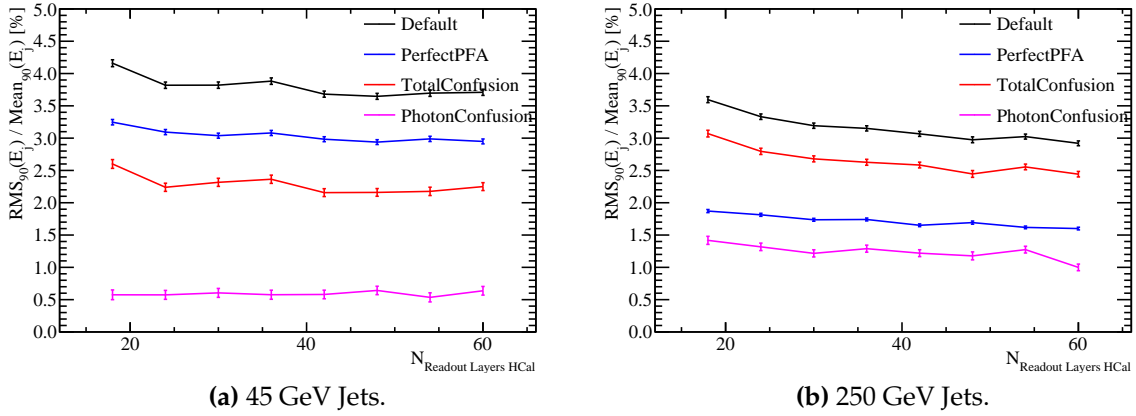 RMS₉₀(Eⱼ) / Mean₉₀(Eⱼ) [%]
5.0
4.5
4.0
3.5
3.0
2.5
2.0
1.5
1.0
0.5
0.0
Default
PerfectPFA
TotalConfusion
PhotonConfusion
20 40 60
N_Readout Layers HCal
(a) 45 GeV Jets.
RMS₉₀(Eⱼ) / Mean₉₀(Eⱼ) [%]
5.0
4.5
4.0
3.5
3.0
2.5
2.0
1.5
1.0
0.5
0.0
Default
PerfectPFA
TotalConfusion
PhotonConfusion
20 40 60
N_Readout Layers HCal
(b) 250 GeV Jets.